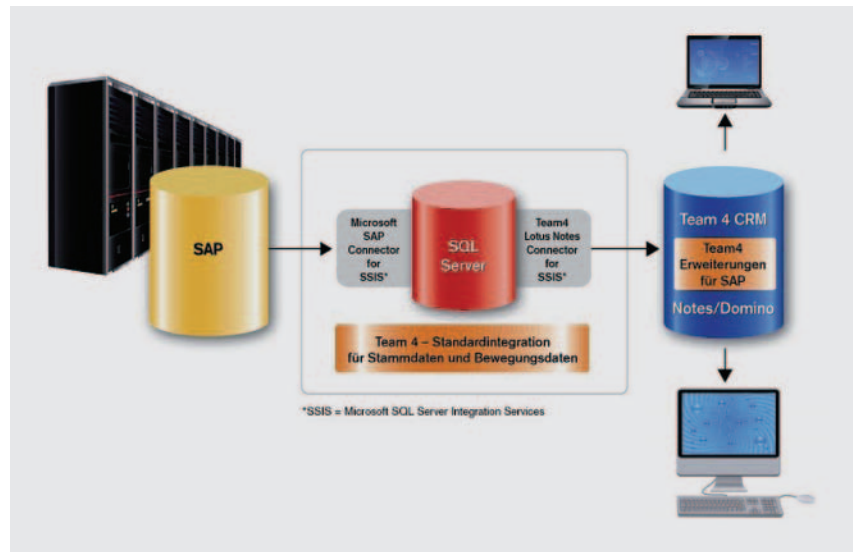 SAP
Microsoft
SAP
Connector
for
SSIS*
SQL
Server
Team4
Lotus Notes
Connector
for
SSIS*
Team 4 – Standardintegration
für Stammdaten und Bewegungsdaten
*SSIS = Microsoft SQL Server Integration Services
Team 4 CRM
Team4
Erweiterungen
für SAP
Notes/Domino